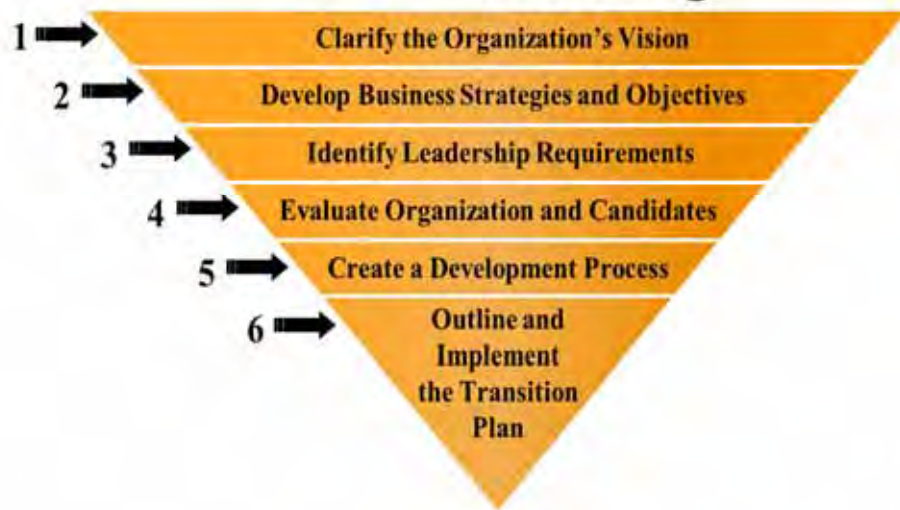 1
Clarify the Organization's Vision
2
Develop Business Strategies and Objectives
3
Identify Leadership Requirements
4
Evaluate Organization and Candidates
5
Create a Development Process
6
Outline and
Implement
the Transition
Plan